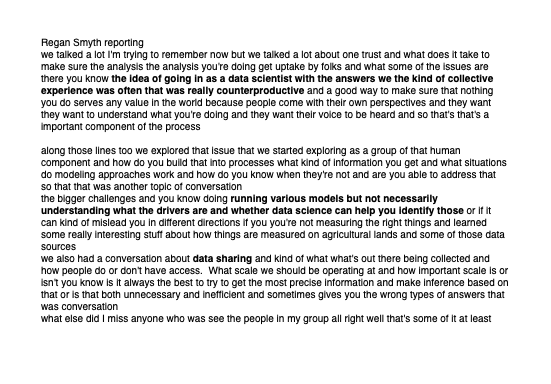 Regan Smyth reporting
we talked a lot I'm trying to remember now but we talked a lot about one trust and what does it take to
make sure the analysis the analysis you're doing get uptake by folks and what some of the issues are
there you know the idea of going in as a data scientist with the answers we the kind of collective
experience was often that was really counterproductive and a good way to make sure that nothing
you do serves any value in the world because people come with their own perspectives and they want
they want to understand what you're doing and they want their voice to be heard and so that's that's a
important component of the process
along those lines too we explored that issue that we started exploring as a group of that human
component and how do you build that into processes what kind of information you get and what situations
do modeling approaches work and how do you know when they're not and are you able to address that
so that that was another topic of conversation
the bigger challenges and you know doing running various models but not necessarily
understanding what the drivers are and whether data science can help you identify those or if it
can kind of mislead you in different directions if you you're not measuring the right things and learned
some really interesting stuff about how things are measured on agricultural lands and some of those data
sources
we also had a conversation about data sharing and kind of what what's out there being collected and
how people do or don't have access.  What scale we should be operating at and how important scale is or
isn't you know is it always the best to try to get the most precise information and make inference based on
that or is that both unnecessary and inefficient and sometimes gives you the wrong types of answers that
was conversation
what else did I miss anyone who was see the people in my group all right well that's some of it at least